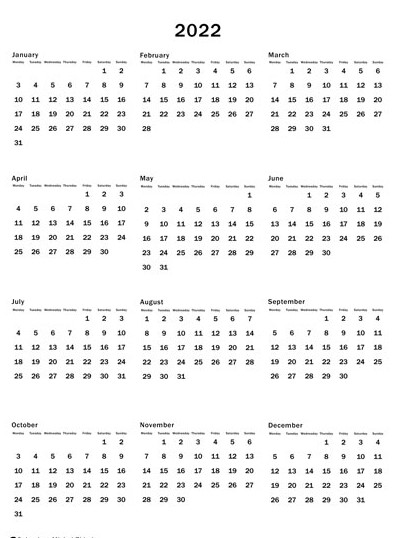 2022
January February March
Monday Tuesday Wednesday Thursday Friday Saturday Sunday Monday Tuesday Wednesday Thursday Friday Saturday Sunday Monday Tuesday Wednesday Thursday Friday Saturday Sunday
1 2 1 2 3 4 5 6 1 2 3 4 5 6
3 4 5 6 7 8 9 7 8 9 10 11 12 13 7 8 9 10 11 12 13
10 11 12 13 14 15 16 14 15 16 17 18 19 20 14 15 16 17 18 19 20
17 18 19 20 21 22 23 21 22 23 24 25 26 27 21 22 23 24 25 26 27
24 25 26 27 28 29 30 28 28 29 30 31
31
April May June
Monday Tuesday Wednesday Thursday Friday Saturday Sunday Monday Tuesday Wednesday Thursday Friday Saturday Sunday Monday Tuesday Wednesday Thursday Friday Saturday Sunday
1 2 3 1 1 2 3 4 5
4 5 6 7 8 9 10 2 3 4 5 6 7 8 6 7 8 9 10 11 12
11 12 13 14 15 16 17 9 10 11 12 13 14 15 13 14 15 16 17 18 19
18 19 20 21 22 23 24 16 17 18 19 20 21 22 20 21 22 23 24 25 26
25 26 27 28 29 30 23 24 25 26 27 28 29 27 28 29 30
30 31
July August September
Monday Tuesday Wednesday Thursday Friday Saturday Sunday Monday Tuesday Wednesday Thursday Friday Saturday Sunday Monday Tuesday Wednesday Thursday Friday Saturday Sunday
1 2 3 1 2 3 4 5 6 7 1 2 3 4
4 5 6 7 8 9 10 8 9 10 11 12 13 14 5 6 7 8 9 10 11
11 12 13 14 15 16 17 15 16 17 18 19 20 21 12 13 14 15 16 17 18
18 19 20 21 22 23 24 22 23 24 25 26 27 28 19 20 21 22 23 24 25
25 26 27 28 29 30 31 29 30 31 26 27 28 29 30
October November December
Monday Tuesday Wednesday Thursday Friday Saturday Sunday Monday Tuesday Wednesday Thursday Friday Saturday Sunday Monday Tuesday Wednesday Thursday Friday Saturday Sunday
1 2 1 2 3 4 5 6 1 2 3 4
3 4 5 6 7 8 9 7 8 9 10 11 12 13 5 6 7 8 9 10 11
10 11 12 13 14 15 16 14 15 16 17 18 19 20 12 13 14 15 16 17 18
17 18 19 20 21 22 23 21 22 23 24 25 26 27 19 20 21 22 23 24 25
24 25 26 27 28 29 30 28 29 30 26 27 28 29 30 31
31